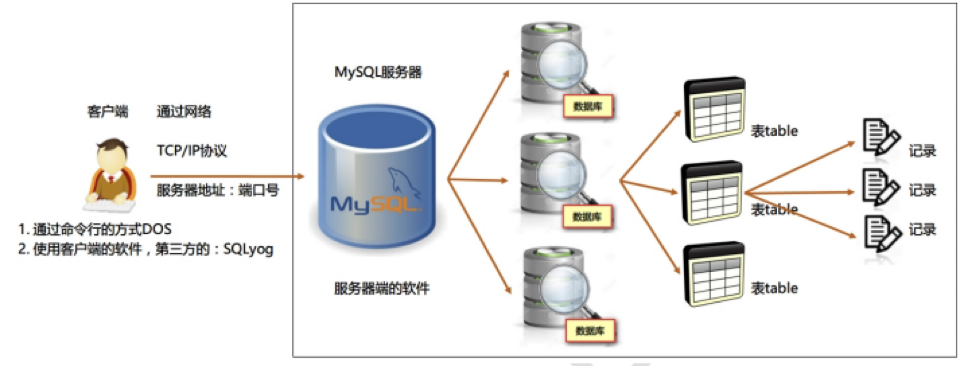 客户端
通过网络
TCP/IP协议
服务器地址：端口号
1. 通过命令行的方式DOS
2. 使用客户端的软件，第三方的：SQLyog
MySQL服务器
MySQL
服务器端的软件
数据库
数据库
数据库
表table
表table
表table
记录
记录
记录